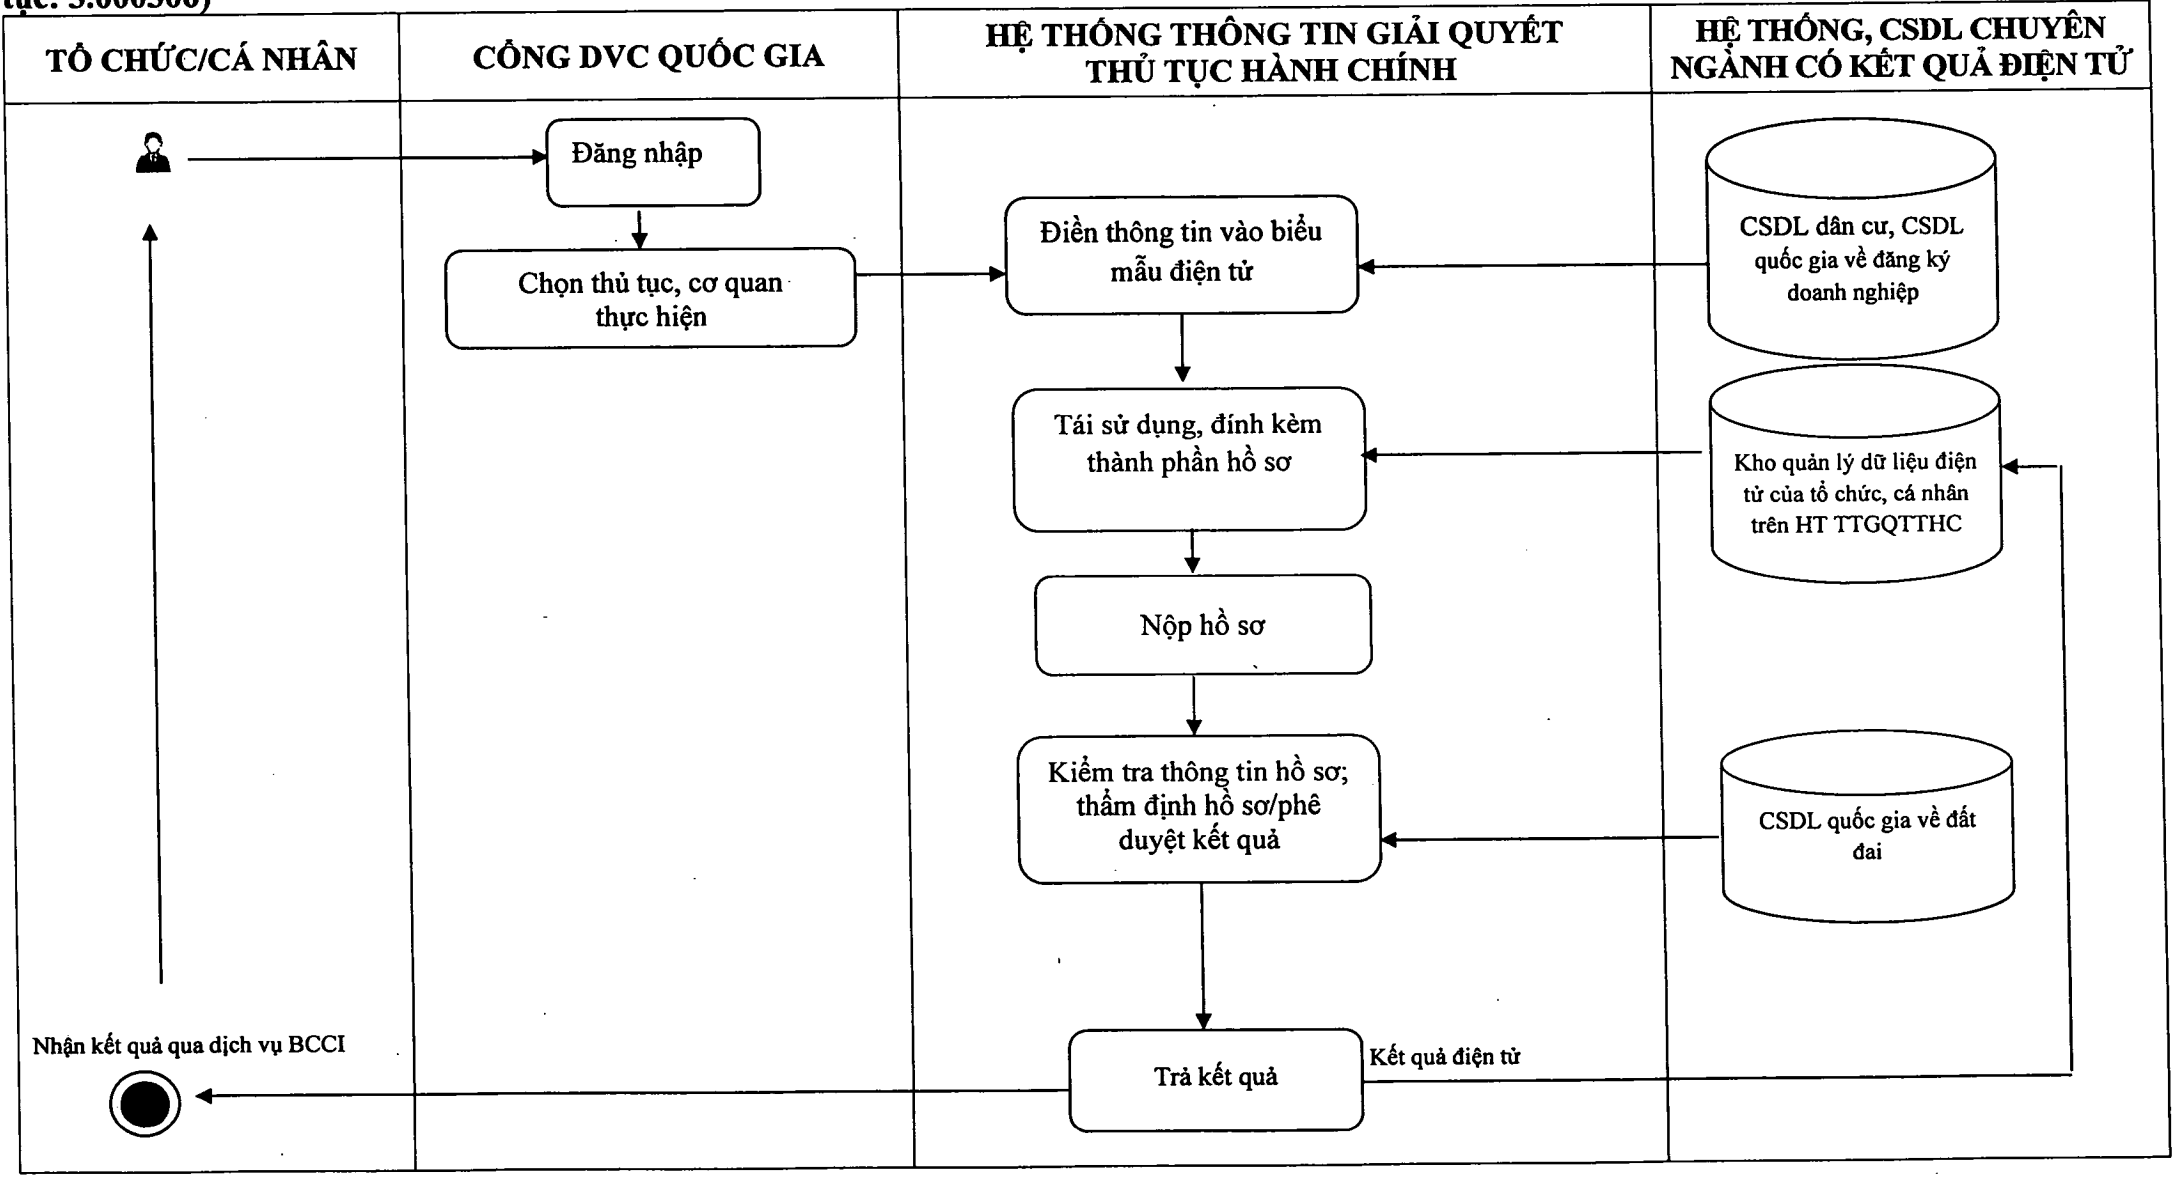 tục: 3.000506)
TỔ CHỨC/CÁ NHÂN
CỔNG DVC QUỐC GIA
HỆ THỐNG THÔNG TIN GIẢI QUYẾT
THỦ TỤC HÀNH CHÍNH
HỆ THỐNG, CSDL CHUYÊN
NGÀNH CÓ KẾT QUẢ ĐIỆN TỬ
Đăng nhập
Chọn thủ tục, cơ quan
thực hiện
Điền thông tin vào biểu
mẫu điện tử
CSDL dân cư, CSDL
quốc gia về đăng ký
doanh nghiệp
Tái sử dụng, đính kèm
thành phần hồ sơ
Kho quản lý dữ liệu điện
tử của tổ chức, cá nhân
trên HT TTGQTTHC
Nộp hồ sơ
Kiểm tra thông tin hồ sơ;
thẩm định hồ sơ/phê
duyệt kết quả
CSDL quốc gia về đất
đai
Nhận kết quả qua dịch vụ BCCI
Trả kết quả
Kết quả điện tử